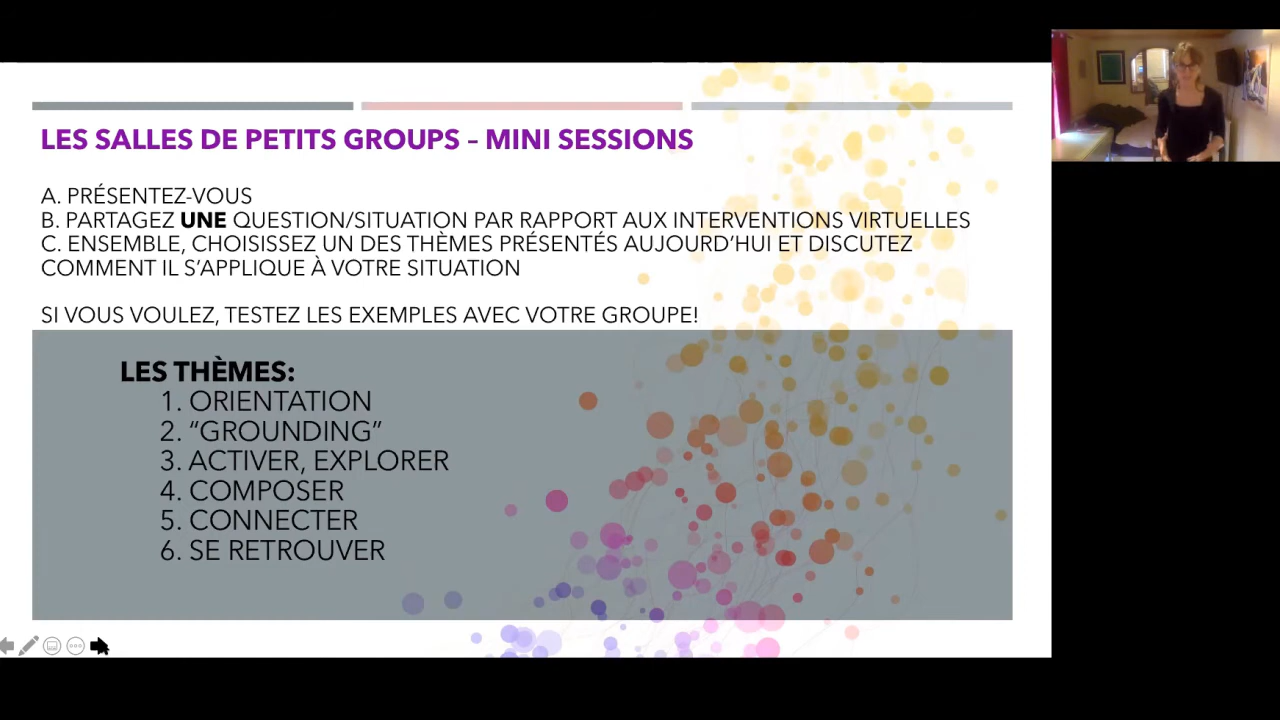 LES SALLES DE PETITS GROUPS – MINI SESSIONS
A. PRÉSENTEZ-VOUS
B. PARTAGEZ UNE QUESTION/SITUATION PAR RAPPORT AUX INTERVENTIONS VIRTUELLES
C. ENSEMBLE, CHOISISSEZ UN DES THÈMES PRÉSENTÉS AUJOURD’HUI ET DISCUTEZ
COMMENT IL S’APPLIQUE À VOTRE SITUATION
SI VOUS VOULEZ, TESTEZ LES EXEMPLES AVEC VOTRE GROUPE!
LES THÈMES:
1. ORIENTATION
2. “GROUNDING”
3. ACTIVER, EXPLORER
4. COMPOSER
5. CONNECTER
6. SE RETROUVER